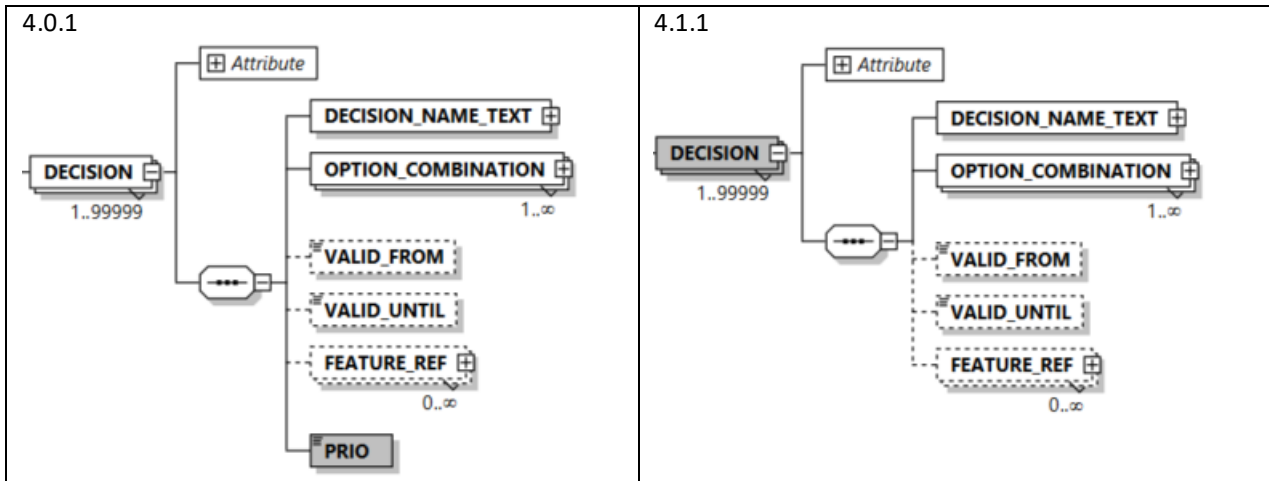 4.0.1
Attribute
DECISION_NAME_TEXT
DECISION
OPTION_COMBINATION
1..99999
1..∞
VALID_FROM
VALID_UNTIL
FEATURE_REF
0..∞
PRIO
4.1.1
Attribute
DECISION_NAME_TEXT
DECISION
OPTION_COMBINATION
1..99999
1..∞
VALID_FROM
VALID_UNTIL
FEATURE_REF
0..∞